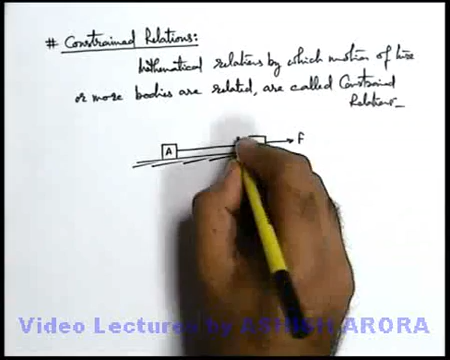 # Constrained Relations:
Mathematical relations by which motion of two
or more bodies are related, are called Constrained
Relations
A F
Video Lectures by ASHISH ARORA